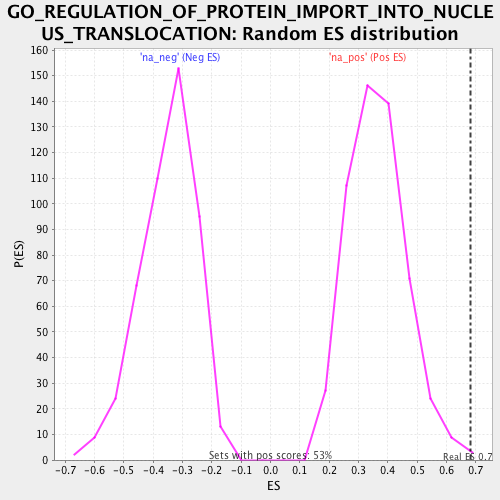 GO_REGULATION_OF_PROTEIN_IMPORT_INTO_NUCLE
US_TRANSLOCATION: Random ES distribution
'na_neg' (Neg ES)
'na_pos' (Pos ES)
160
150
140
130
120
110
100
90
80
70
60
50
40
30
20
10
0
P(ES)
Sets with pos scores: 53%
Real ES 0.7
-0.7 -0.6 -0.5 -0.4 -0.3 -0.2 -0.1 0.0 0.1 0.2 0.3 0.4 0.5 0.6 0.7
ES